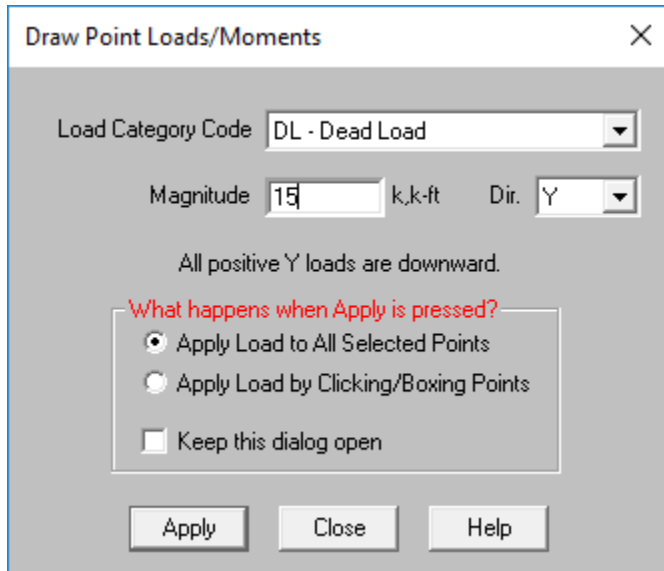 Draw Point Loads/Moments
Load Category Code DL - Dead Load
Magnitude 15 k,k-ft Dir. Y
All positive Y loads are downward.
What happens when Apply is pressed?
Apply Load to All Selected Points
Apply Load by Clicking/Boxing Points
Keep this dialog open
Apply Close Help